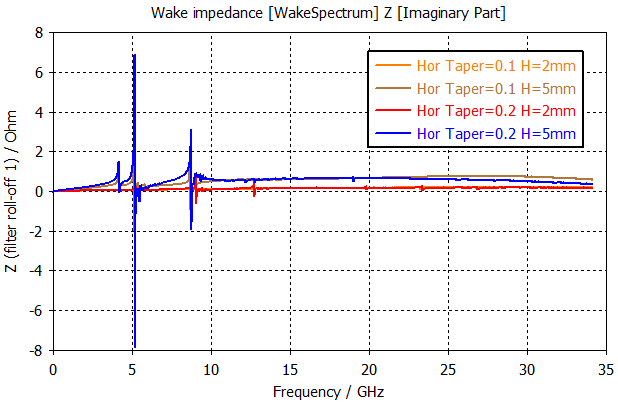 Wake impedance [WakeSpectrum] Z [Imaginary Part]
Z (filter roll-off 1) / Ohm
8
6
4
2
0
-2
-4
-6
-8
Hor Taper=0.1 H=2mm
Hor Taper=0.1 H=5mm
Hor Taper=0.2 H=2mm
Hor Taper=0.2 H=5mm
0 5 10 15 20 25 30 35
Frequency / GHz